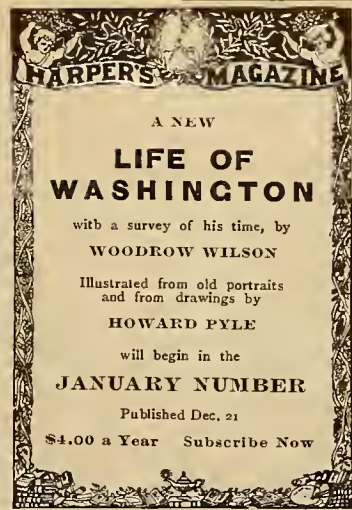 HARPER'S MAGAZINE
A NEW
LIFE OF
WASHINGTON
with a survey of his time, by
WOODROW WILSON
Illustrated from old portraits
and from drawings by
HOWARD PYLE
will begin in the
JANUARY NUMBER
Published Dec. 21
$4.00 a Year Subscribe Now